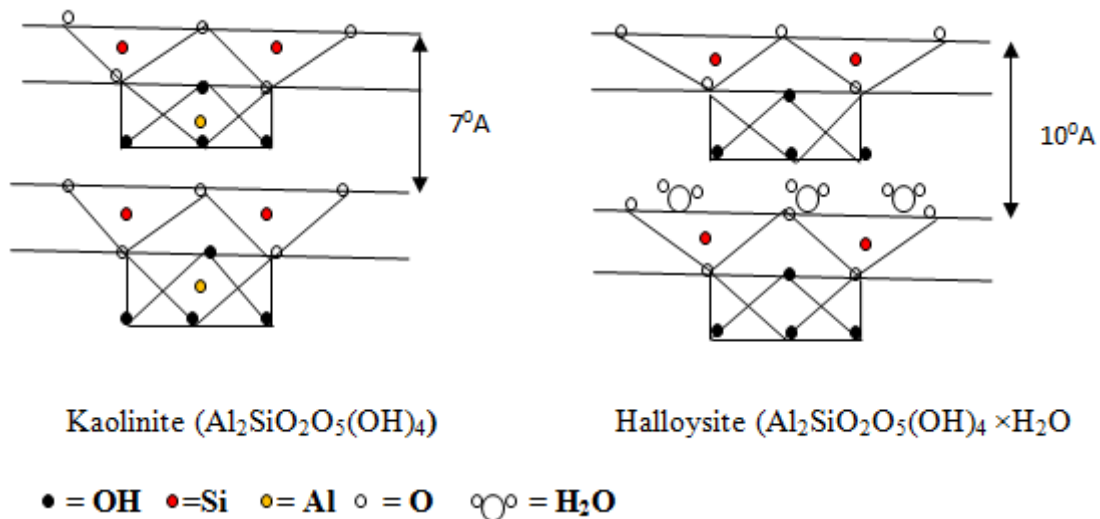 7⁰A
10⁰A
Kaolinite (Al₂SiO₂O₅(OH)₄)
Halloysite (Al₂SiO₂O₅(OH)₄ ×H₂O
= OH =Si = Al = O = H₂O